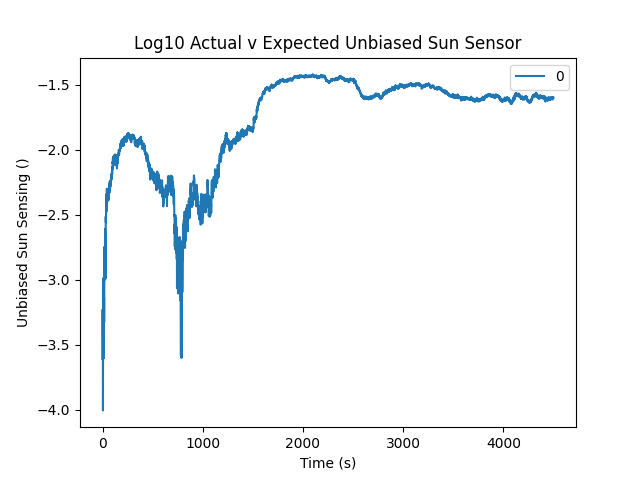 Log10 Actual v Expected Unbiased Sun Sensor
0
−1.5
−2.0
−2.5
−3.0
−3.5
−4.0
Unbiased Sun Sensing ()
0 1000 2000 3000 4000
Time (s)